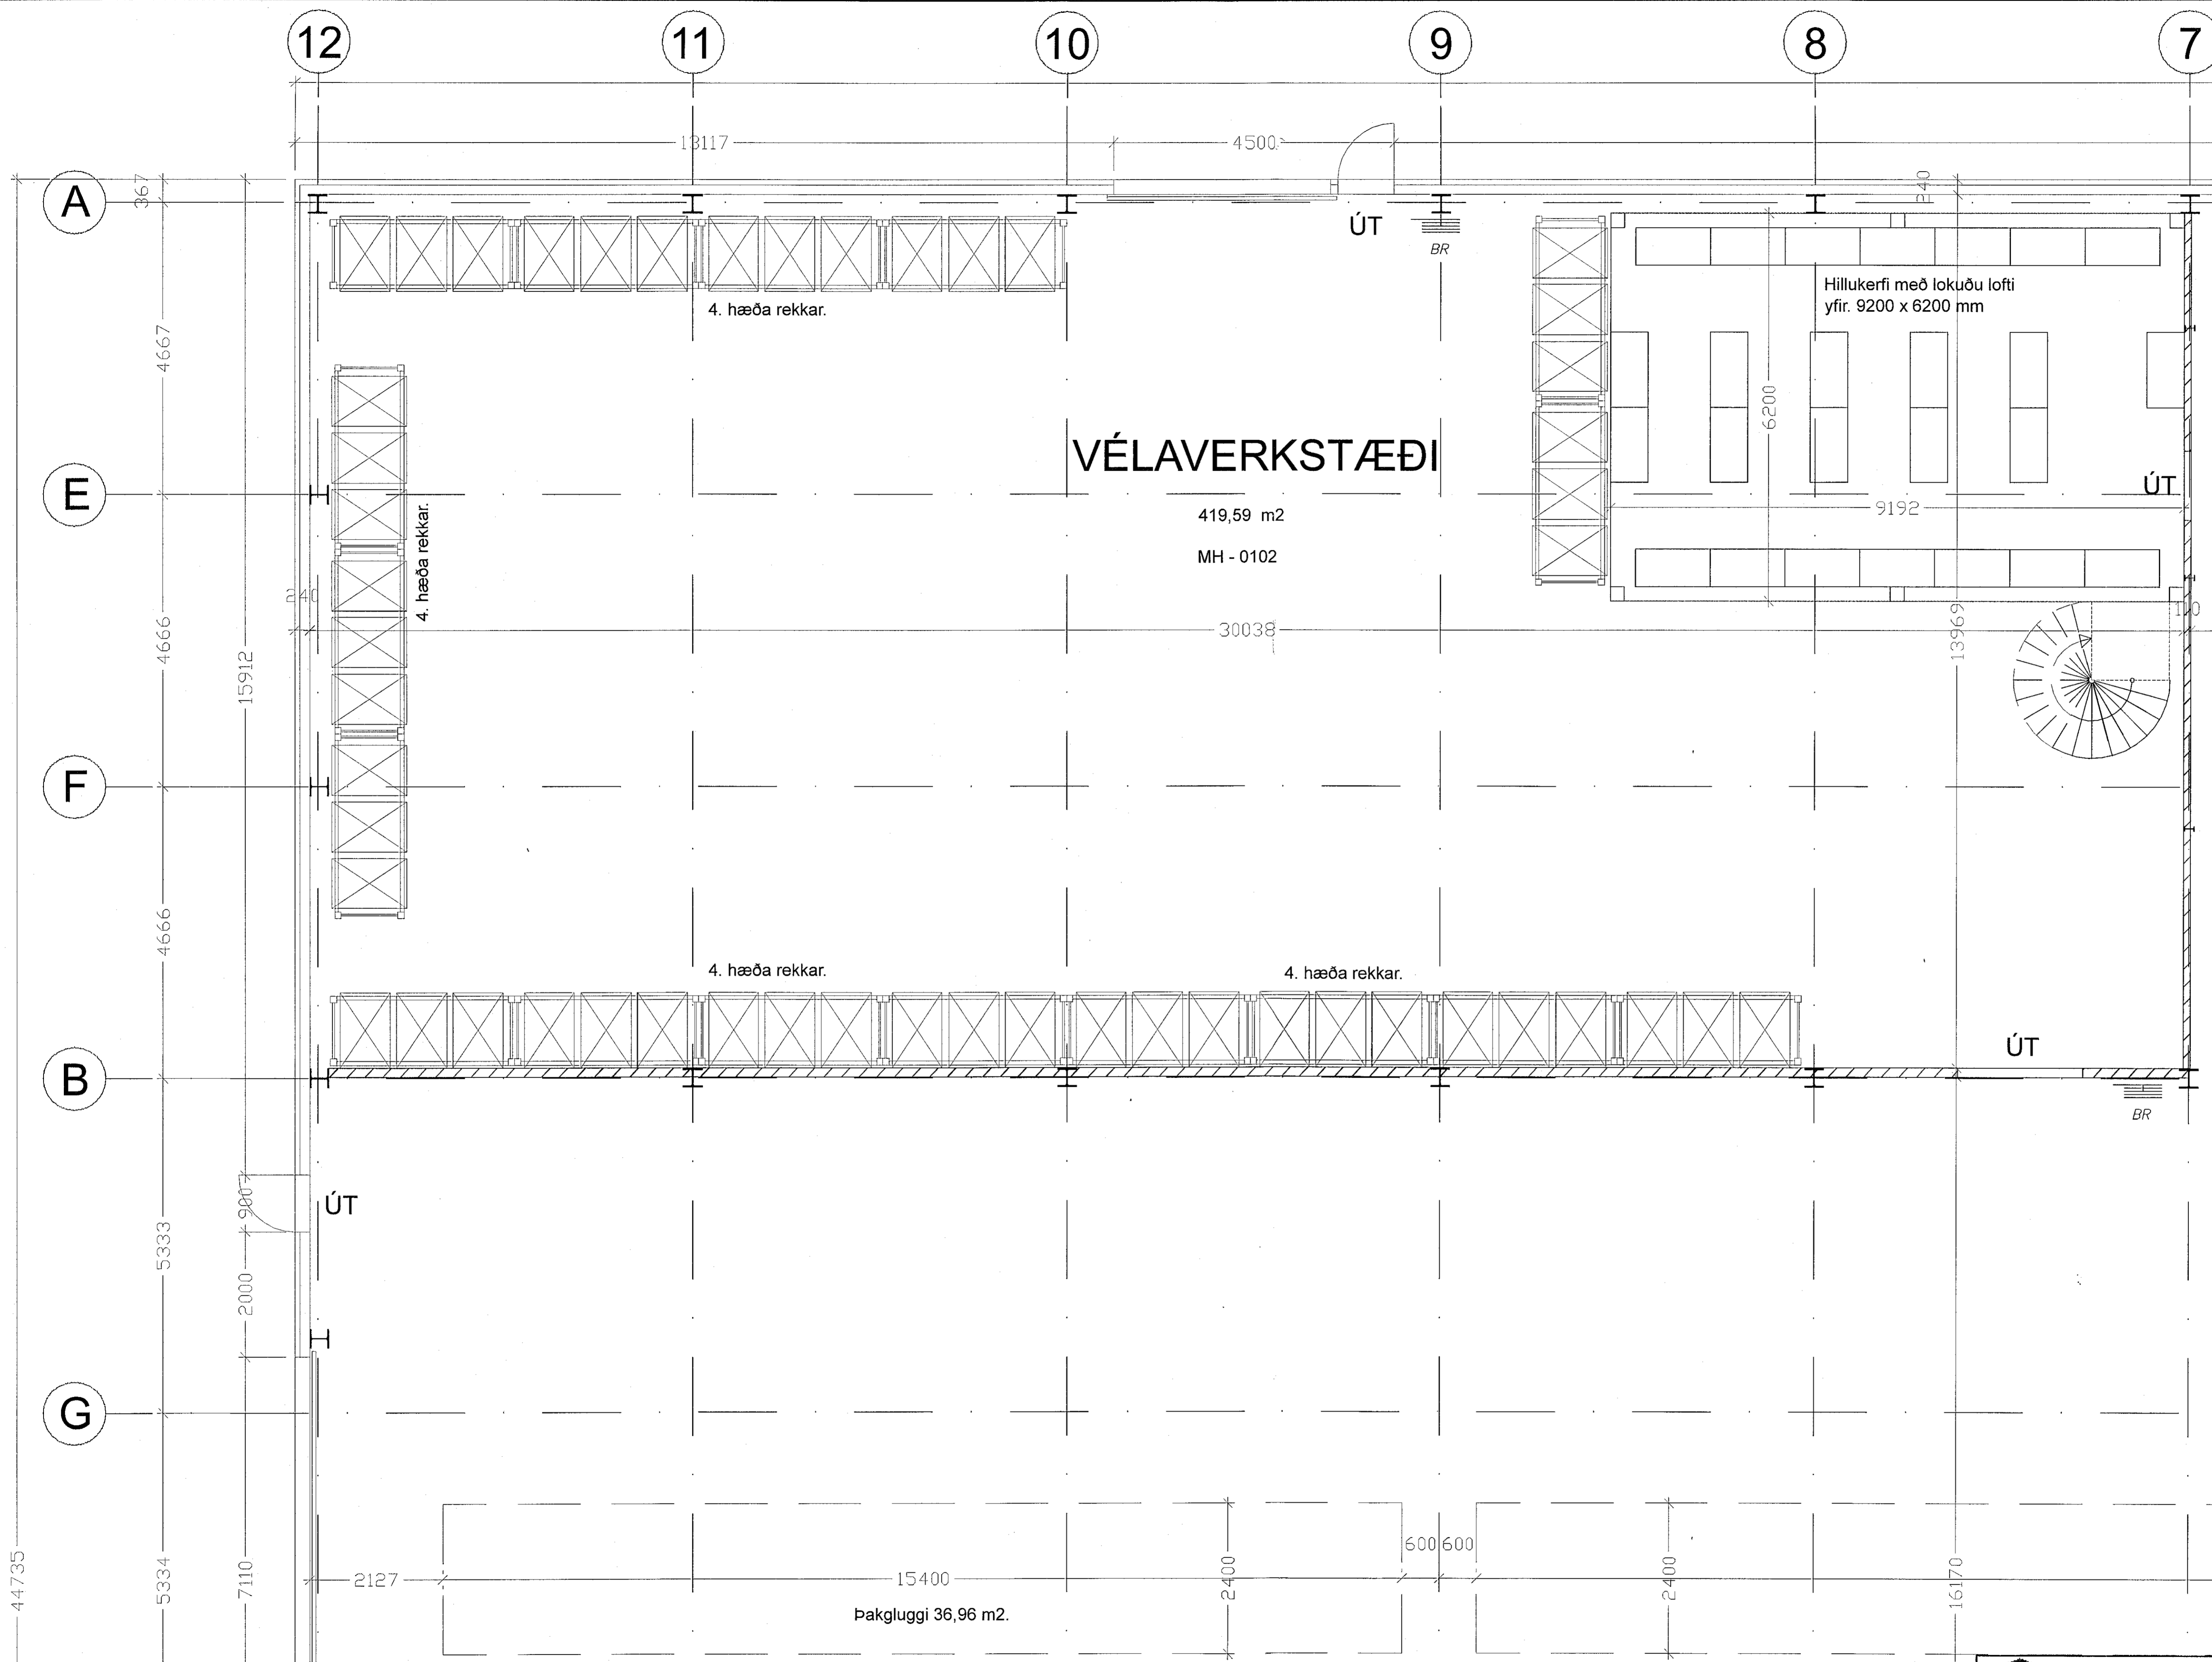 12
11
10
9
8
7
13117
4500
A
367
240
ÚT
BR
4. hæða rekkar.
Hillukerfi með lokuðu lofti
yfir. 9200 x 6200 mm
4667
6200
VÉLAVERKSTÆÐI
E
ÚT
419,59 m2
9192
4. hæða rekkar.
MH - 0102
240
30038
4666
15912
13969
F
4666
4. hæða rekkar.
4. hæða rekkar.
ÚT
B
BR
900
ÚT
5333
2000
G
600
600
44735
5334
7110
2127
15400
2400
2400
16170
Þakgluggi 36,96 m2.